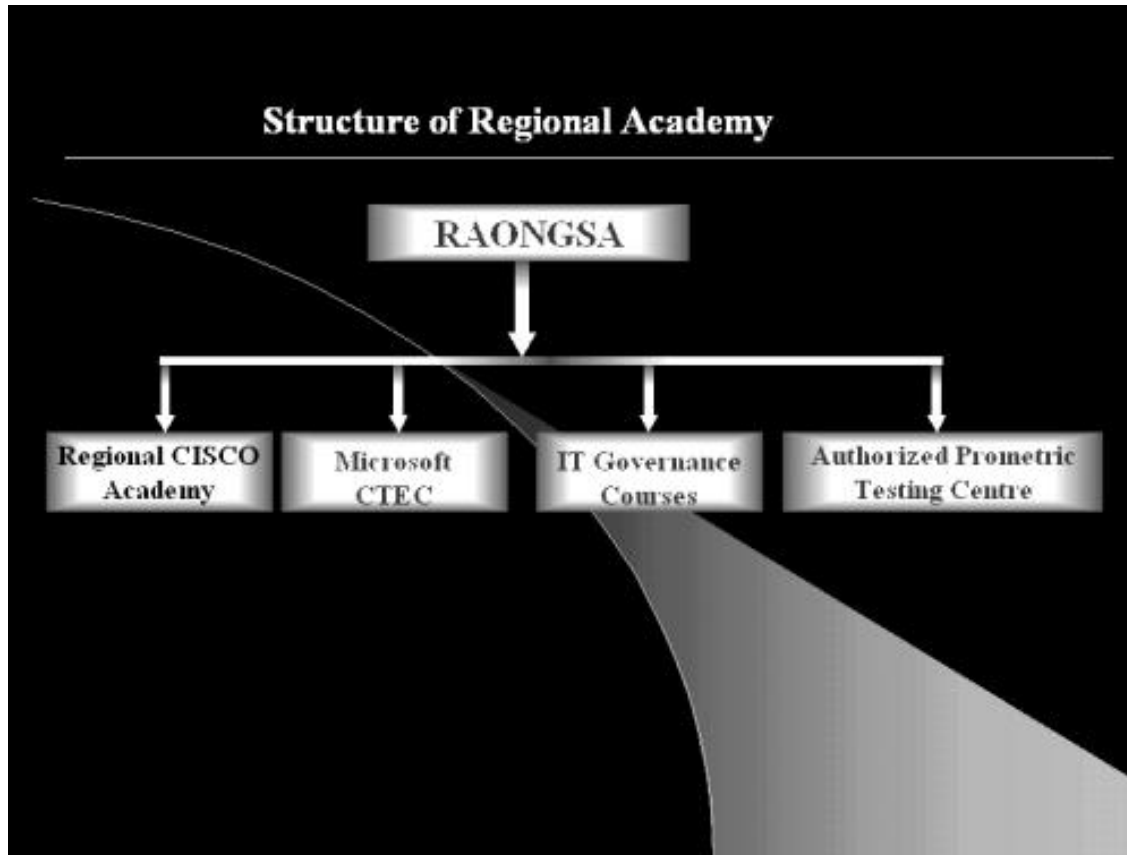 Structure of Regional Academy
RAONGSA
Regional CISCO
Academy
Microsoft
CTEC
IT Governance
Courses
Authorized Prometric
Testing Centre